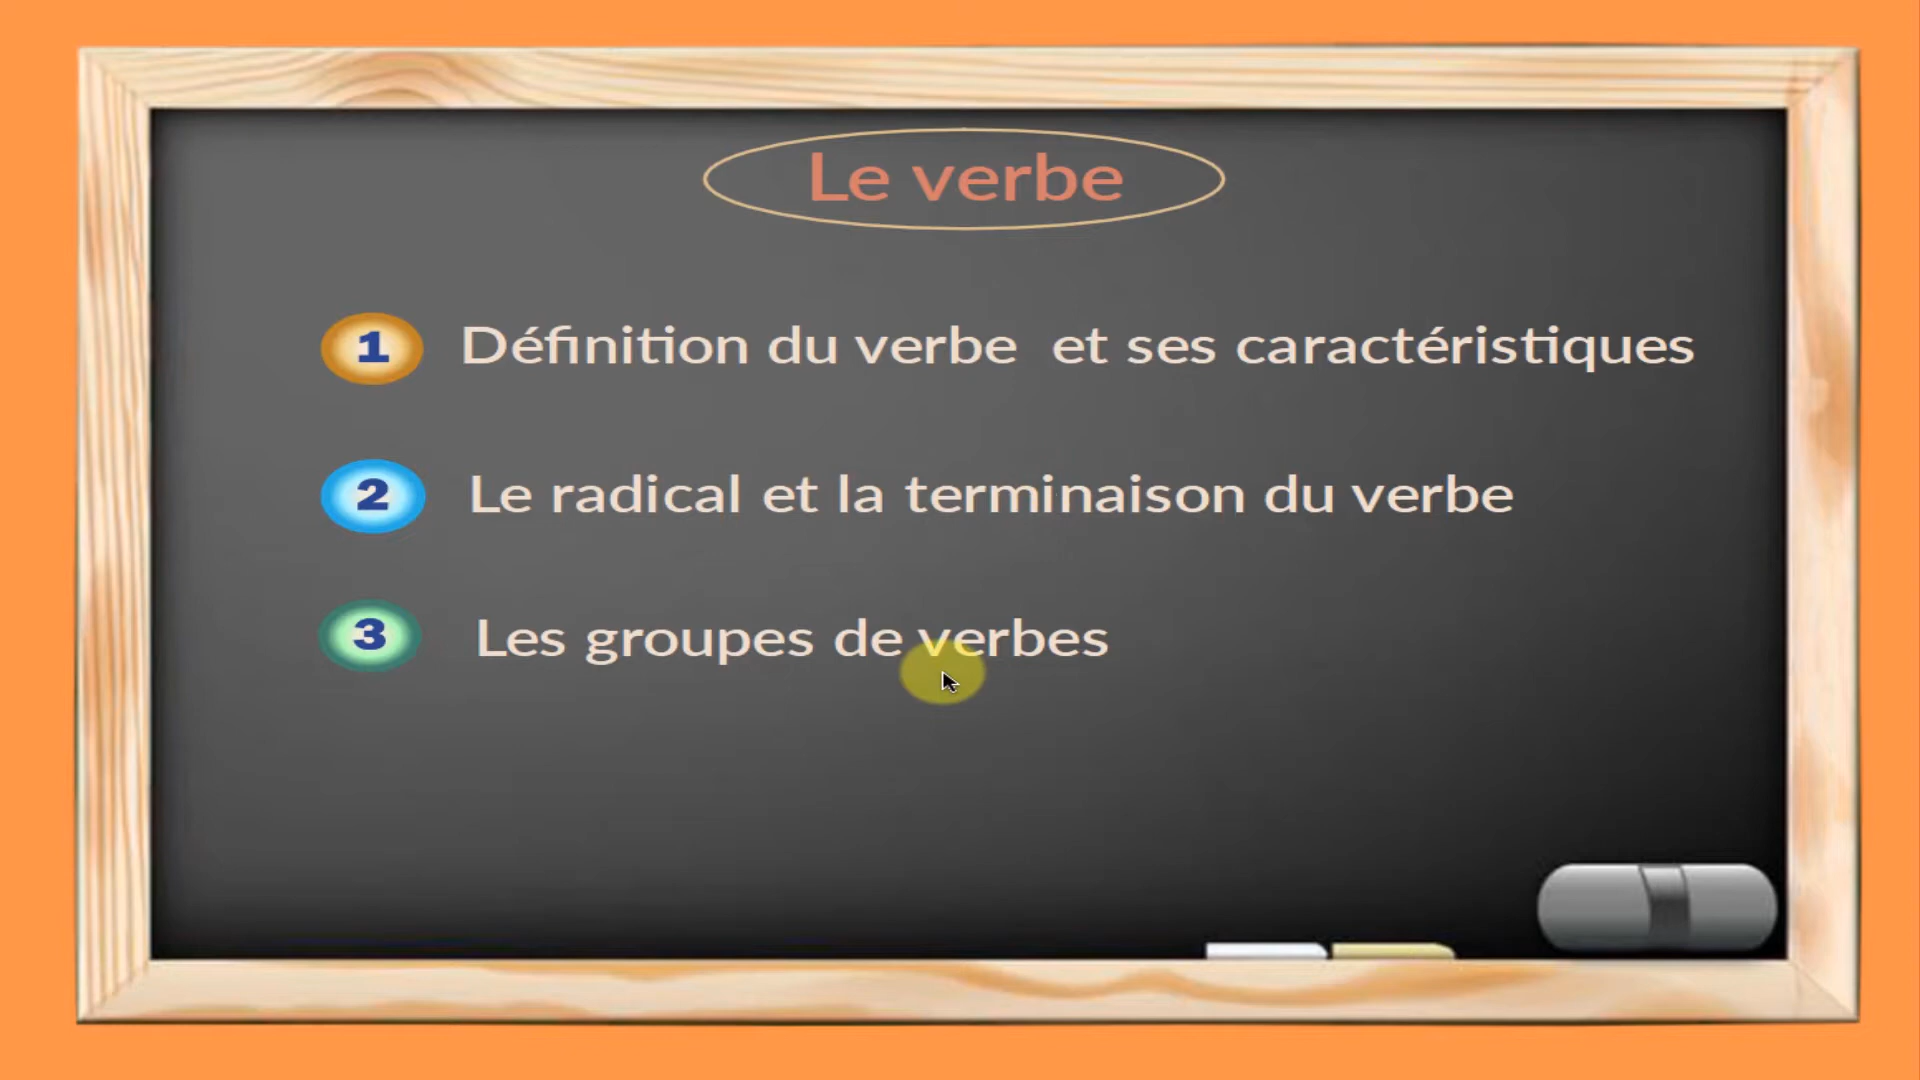 Le verbe
1 Définition du verbe et ses caractéristiques
2 Le radical et la terminaison du verbe
3 Les groupes de verbes